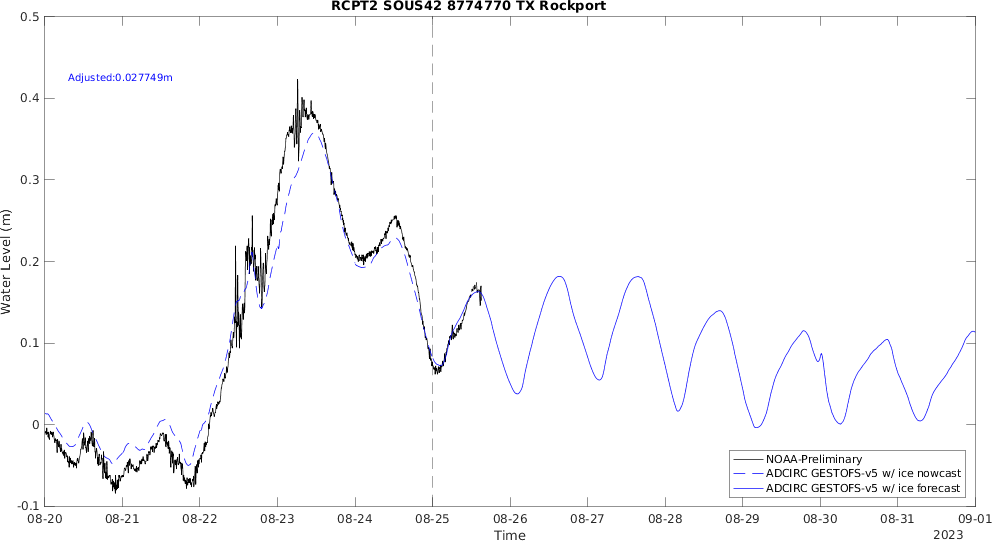 RCPT2 SOUS42 8774770 TX Rockport
Adjusted:0.027749m
Water Level (m)
0.5
0.4
0.3
0.2
0.1
0
-0.1
NOAA-Preliminary
ADCIRC GESTOFS-v5 w/ ice nowcast
ADCIRC GESTOFS-v5 w/ ice forecast
08-20 08-21 08-22 08-23 08-24 08-25 08-26 08-27 08-28 08-29 08-30 08-31 09-01
Time
2023